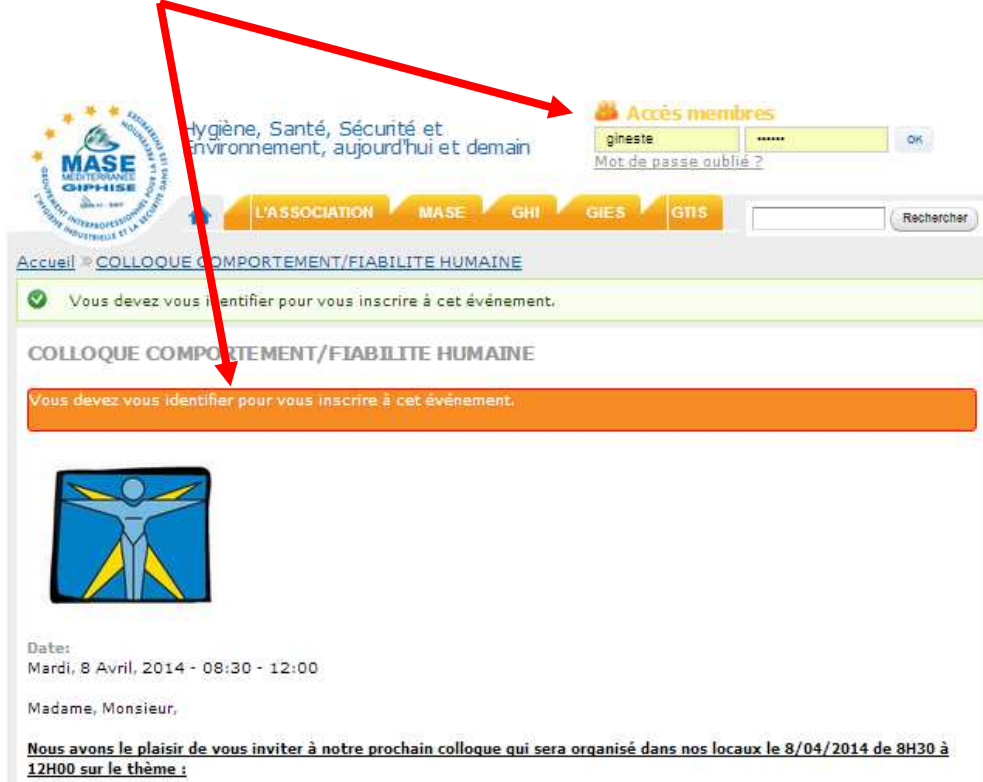 Accès membres
Hygiène, Santé, Sécurité et
Environnement, aujourd'hui et demain
gineste •••••• OK
Mot de passe oublié ?
MASE
MEDITERRANEE
GIPHISE
L'ASSOCIATION MASE GHI GIES GTIS Rechercher
Accueil » COLLOQUE COMPORTEMENT/FIABILITE HUMAINE
Vous devez vous identifier pour vous inscrire à cet événement.
COLLOQUE COMPORTEMENT/FIABILITE HUMAINE
Vous devez vous identifier pour vous inscrire à cet événement.
Date:
Mardi, 8 Avril, 2014 - 08:30 - 12:00
Madame, Monsieur,
Nous avons le plaisir de vous inviter à notre prochain colloque qui sera organisé dans nos locaux le 8/04/2014 de 8H30 à
12H00 sur le thème :